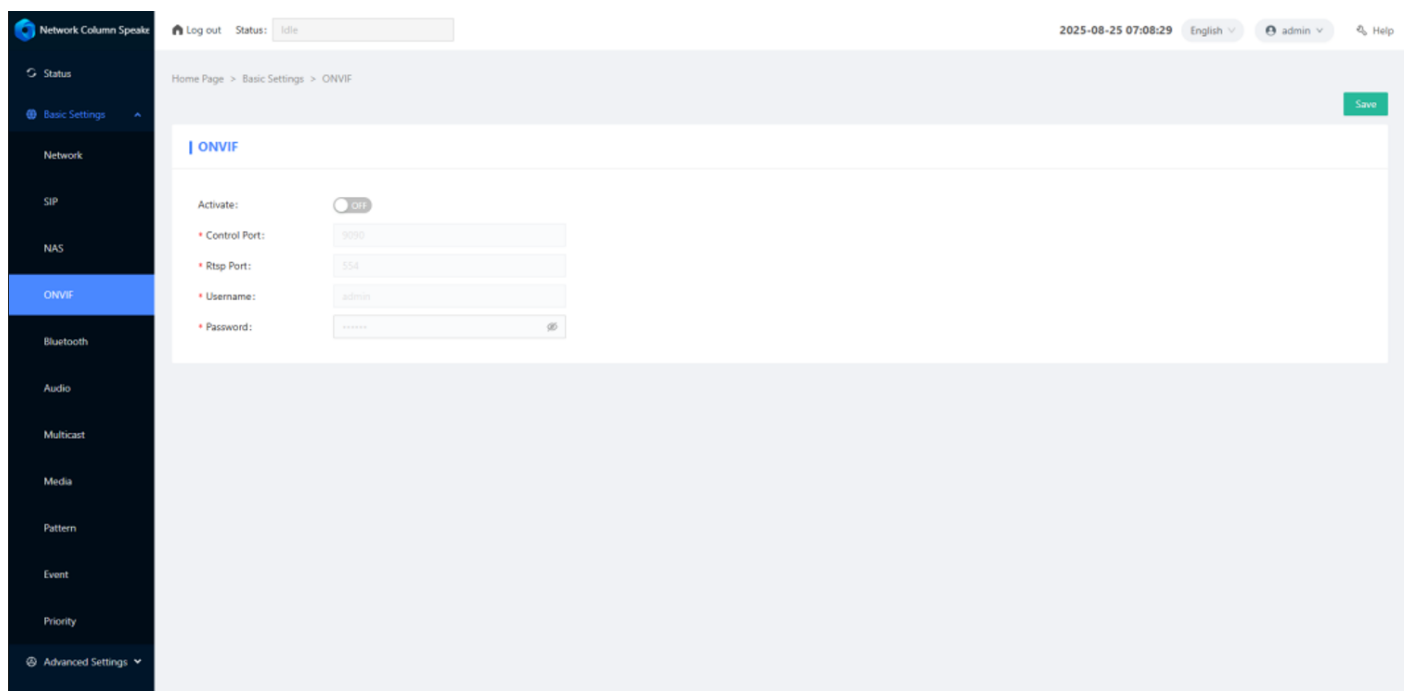 Network Column Speake
Log out Status: Idle
2025-08-25 07:08:29 English admin Help
Status
Basic Settings
Network
SIP
NAS
ONVIF
Bluetooth
Audio
Multicast
Media
Pattern
Event
Priority
Advanced Settings
Home Page > Basic Settings > ONVIF
Save
ONVIF
Activate: OFF
* Control Port: 9090
* Rtsp Port: 554
* Username: admin
* Password: ••••••